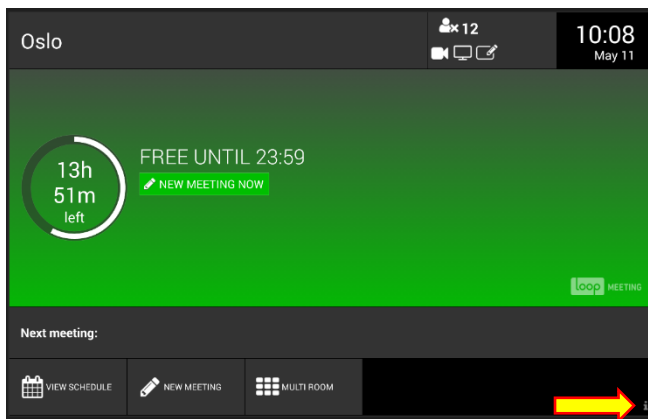 Oslo
x 12
10:08
May 11
13h
51m
left
FREE UNTIL 23:59
NEW MEETING NOW
loop MEETING
Next meeting:
VIEW SCHEDULE
NEW MEETING
MULTI ROOM
i